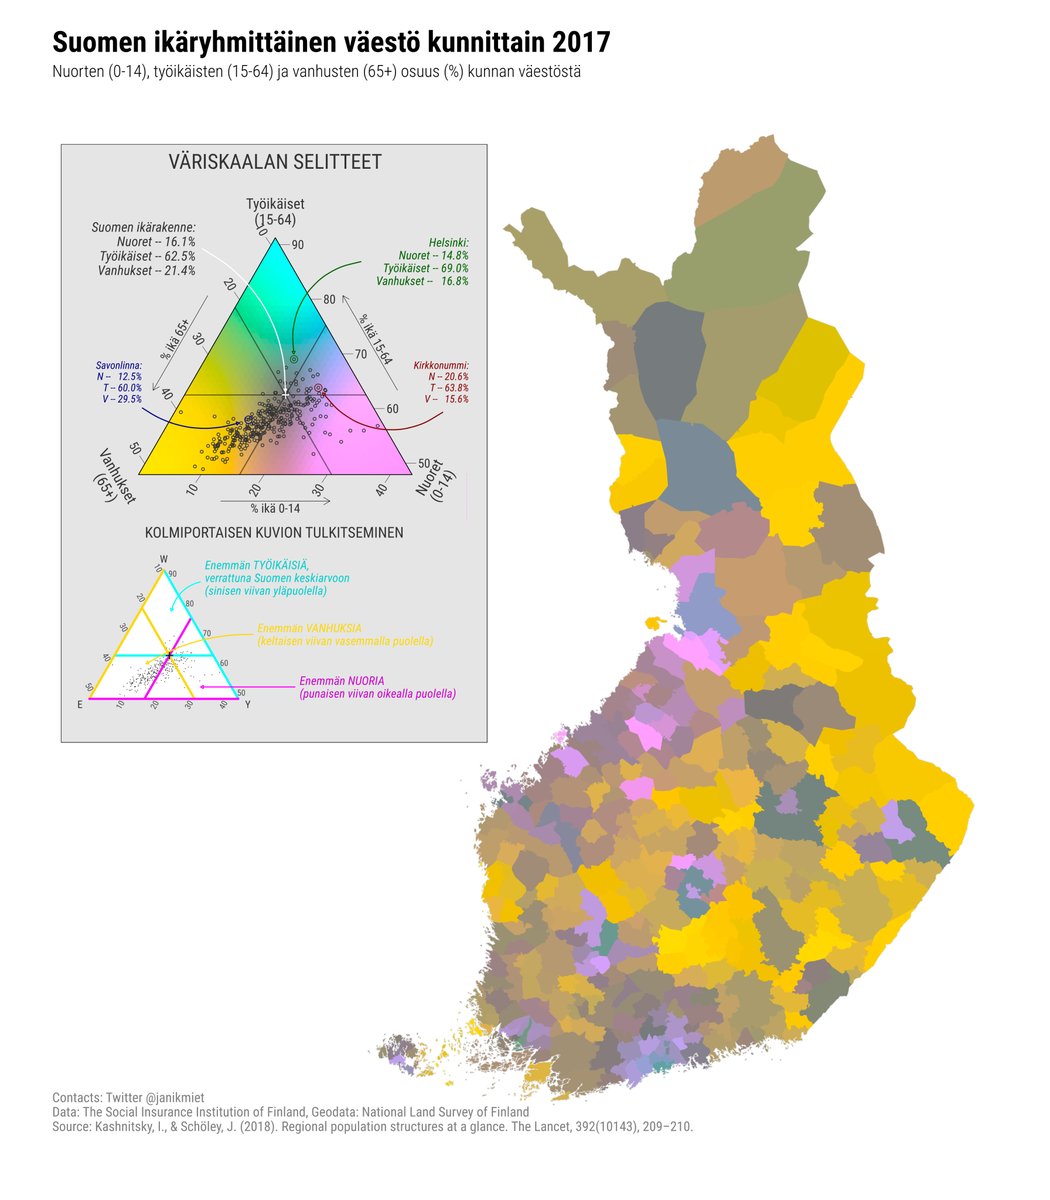 Suomen ikäryhmittäinen väestö kunnittain 2017
Nuorten (0-14), työikäisten (15-64) ja vanhusten (65+) osuus (%) kunnan väestöstä
VÄRISKAALAN SELITTEET
Työikäiset
(15-64)
Suomen ikärakenne:
Nuoret -- 16.1%
Työikäiset -- 62.5%
Vanhukset -- 21.4%
Helsinki:
Nuoret -- 14.8%
Työikäiset -- 69.0%
Vanhukset -- 16.8%
10
90
20
80
% ikä 65+
% ikä 15-64
30
70
Savonlinna:
N -- 12.5%
T -- 60.0%
V -- 29.5%
Kirkkonummi:
N -- 20.6%
T -- 63.8%
V -- 15.6%
40
60
50
50
Vanhukset
(65+)
Nuoret
(0-14)
10
20
30
40
% ikä 0-14
KOLMIPORTAISEN KUVION TULKITSEMINEN
W
10
90
Enemmän TYÖIKÄISIÄ,
verrattuna Suomen keskiarvoon
(sinisen viivan yläpuolella)
20
80
30
70
Enemmän VANHUKSIA
(keltaisen viivan vasemmalla puolella)
40
60
50
50
Enemmän NUORIA
(punaisen viivan oikealla puolella)
E
10
20
30
40
Y
Contacts: Twitter @janikmiet
Data: The Social Insurance Institution of Finland, Geodata: National Land Survey of Finland
Source: Kashnitsky, I., & Schöley, J. (2018). Regional population structures at a glance. The Lancet, 392(10143), 209–210.